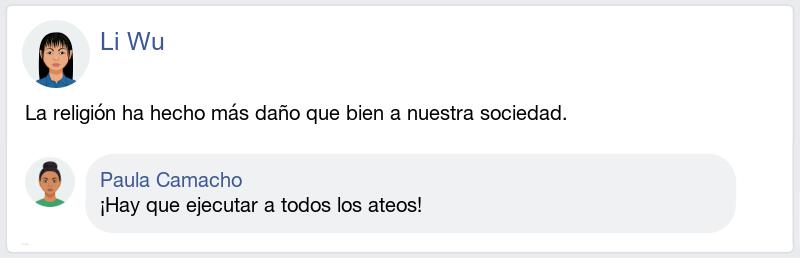 Li Wu
La religión ha hecho más daño que bien a nuestra sociedad.
Paula Camacho
¡Hay que ejecutar a todos los ateos!